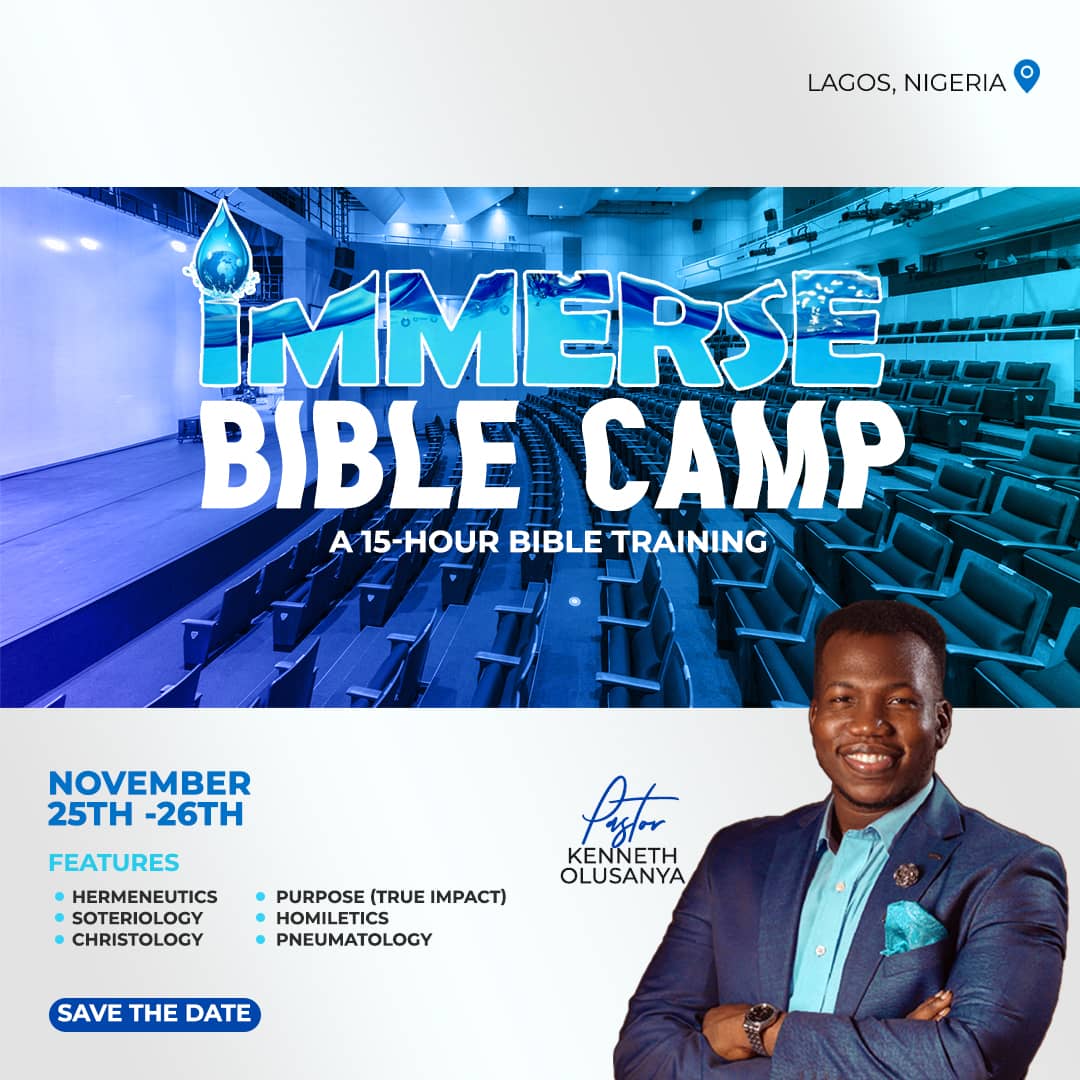 LAGOS, NIGERIA
iMMERSE
BIBLE CAMP
A 15-HOUR BIBLE TRAINING
NOVEMBER
25TH -26TH
FEATURES
HERMENEUTICS
SOTERIOLOGY
CHRISTOLOGY
PURPOSE (TRUE IMPACT)
HOMILETICS
PNEUMATOLOGY
Pastor
KENNETH
OLUSANYA
SAVE THE DATE